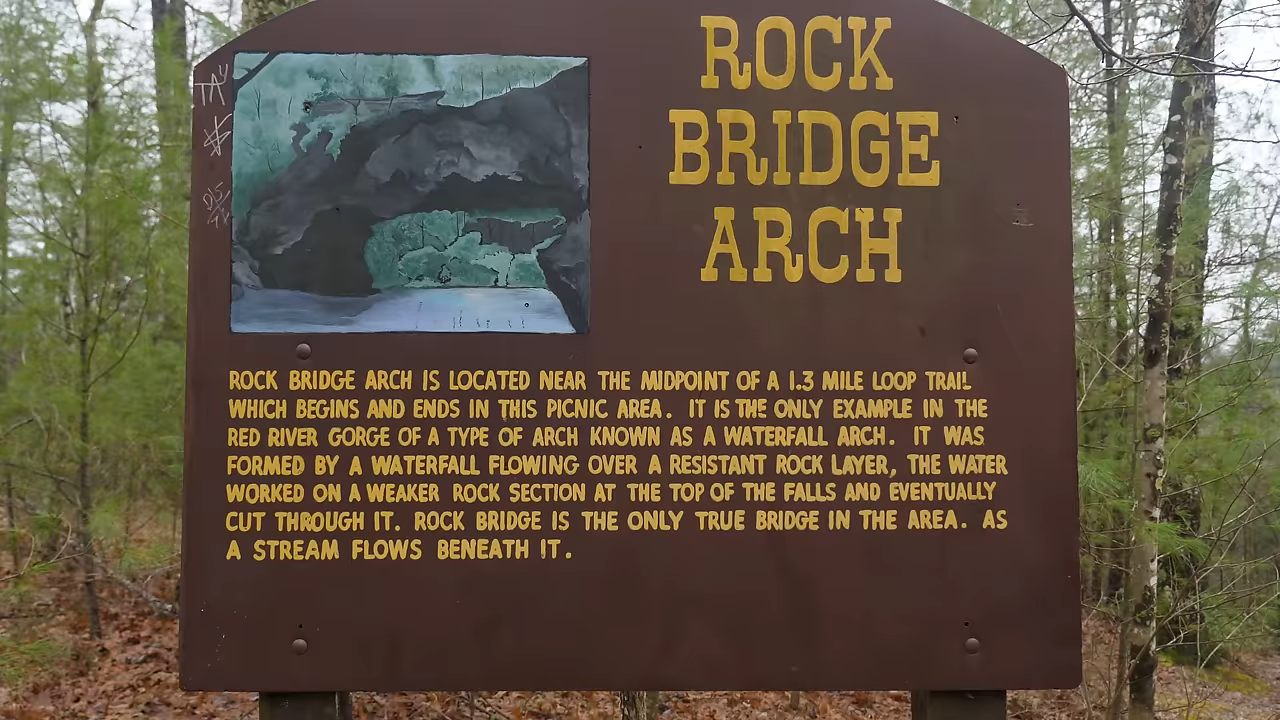 ROCK
BRIDGE
ARCH
TAY
$
ROCK BRIDGE ARCH IS LOCATED NEAR THE MIDPOINT OF A 1.3 MILE LOOP TRAIL
WHICH BEGINS AND ENDS IN THIS PICNIC AREA. IT IS THE ONLY EXAMPLE IN THE
RED RIVER GORGE OF A TYPE OF ARCH KNOWN AS A WATERFALL ARCH. IT WAS
FORMED BY A WATERFALL FLOWING OVER A RESISTANT ROCK LAYER, THE WATER
WORKED ON A WEAKER ROCK SECTION AT THE TOP OF THE FALLS AND EVENTUALLY
CUT THROUGH IT. ROCK BRIDGE IS THE ONLY TRUE BRIDGE IN THE AREA. AS
A STREAM FLOWS BENEATH IT.